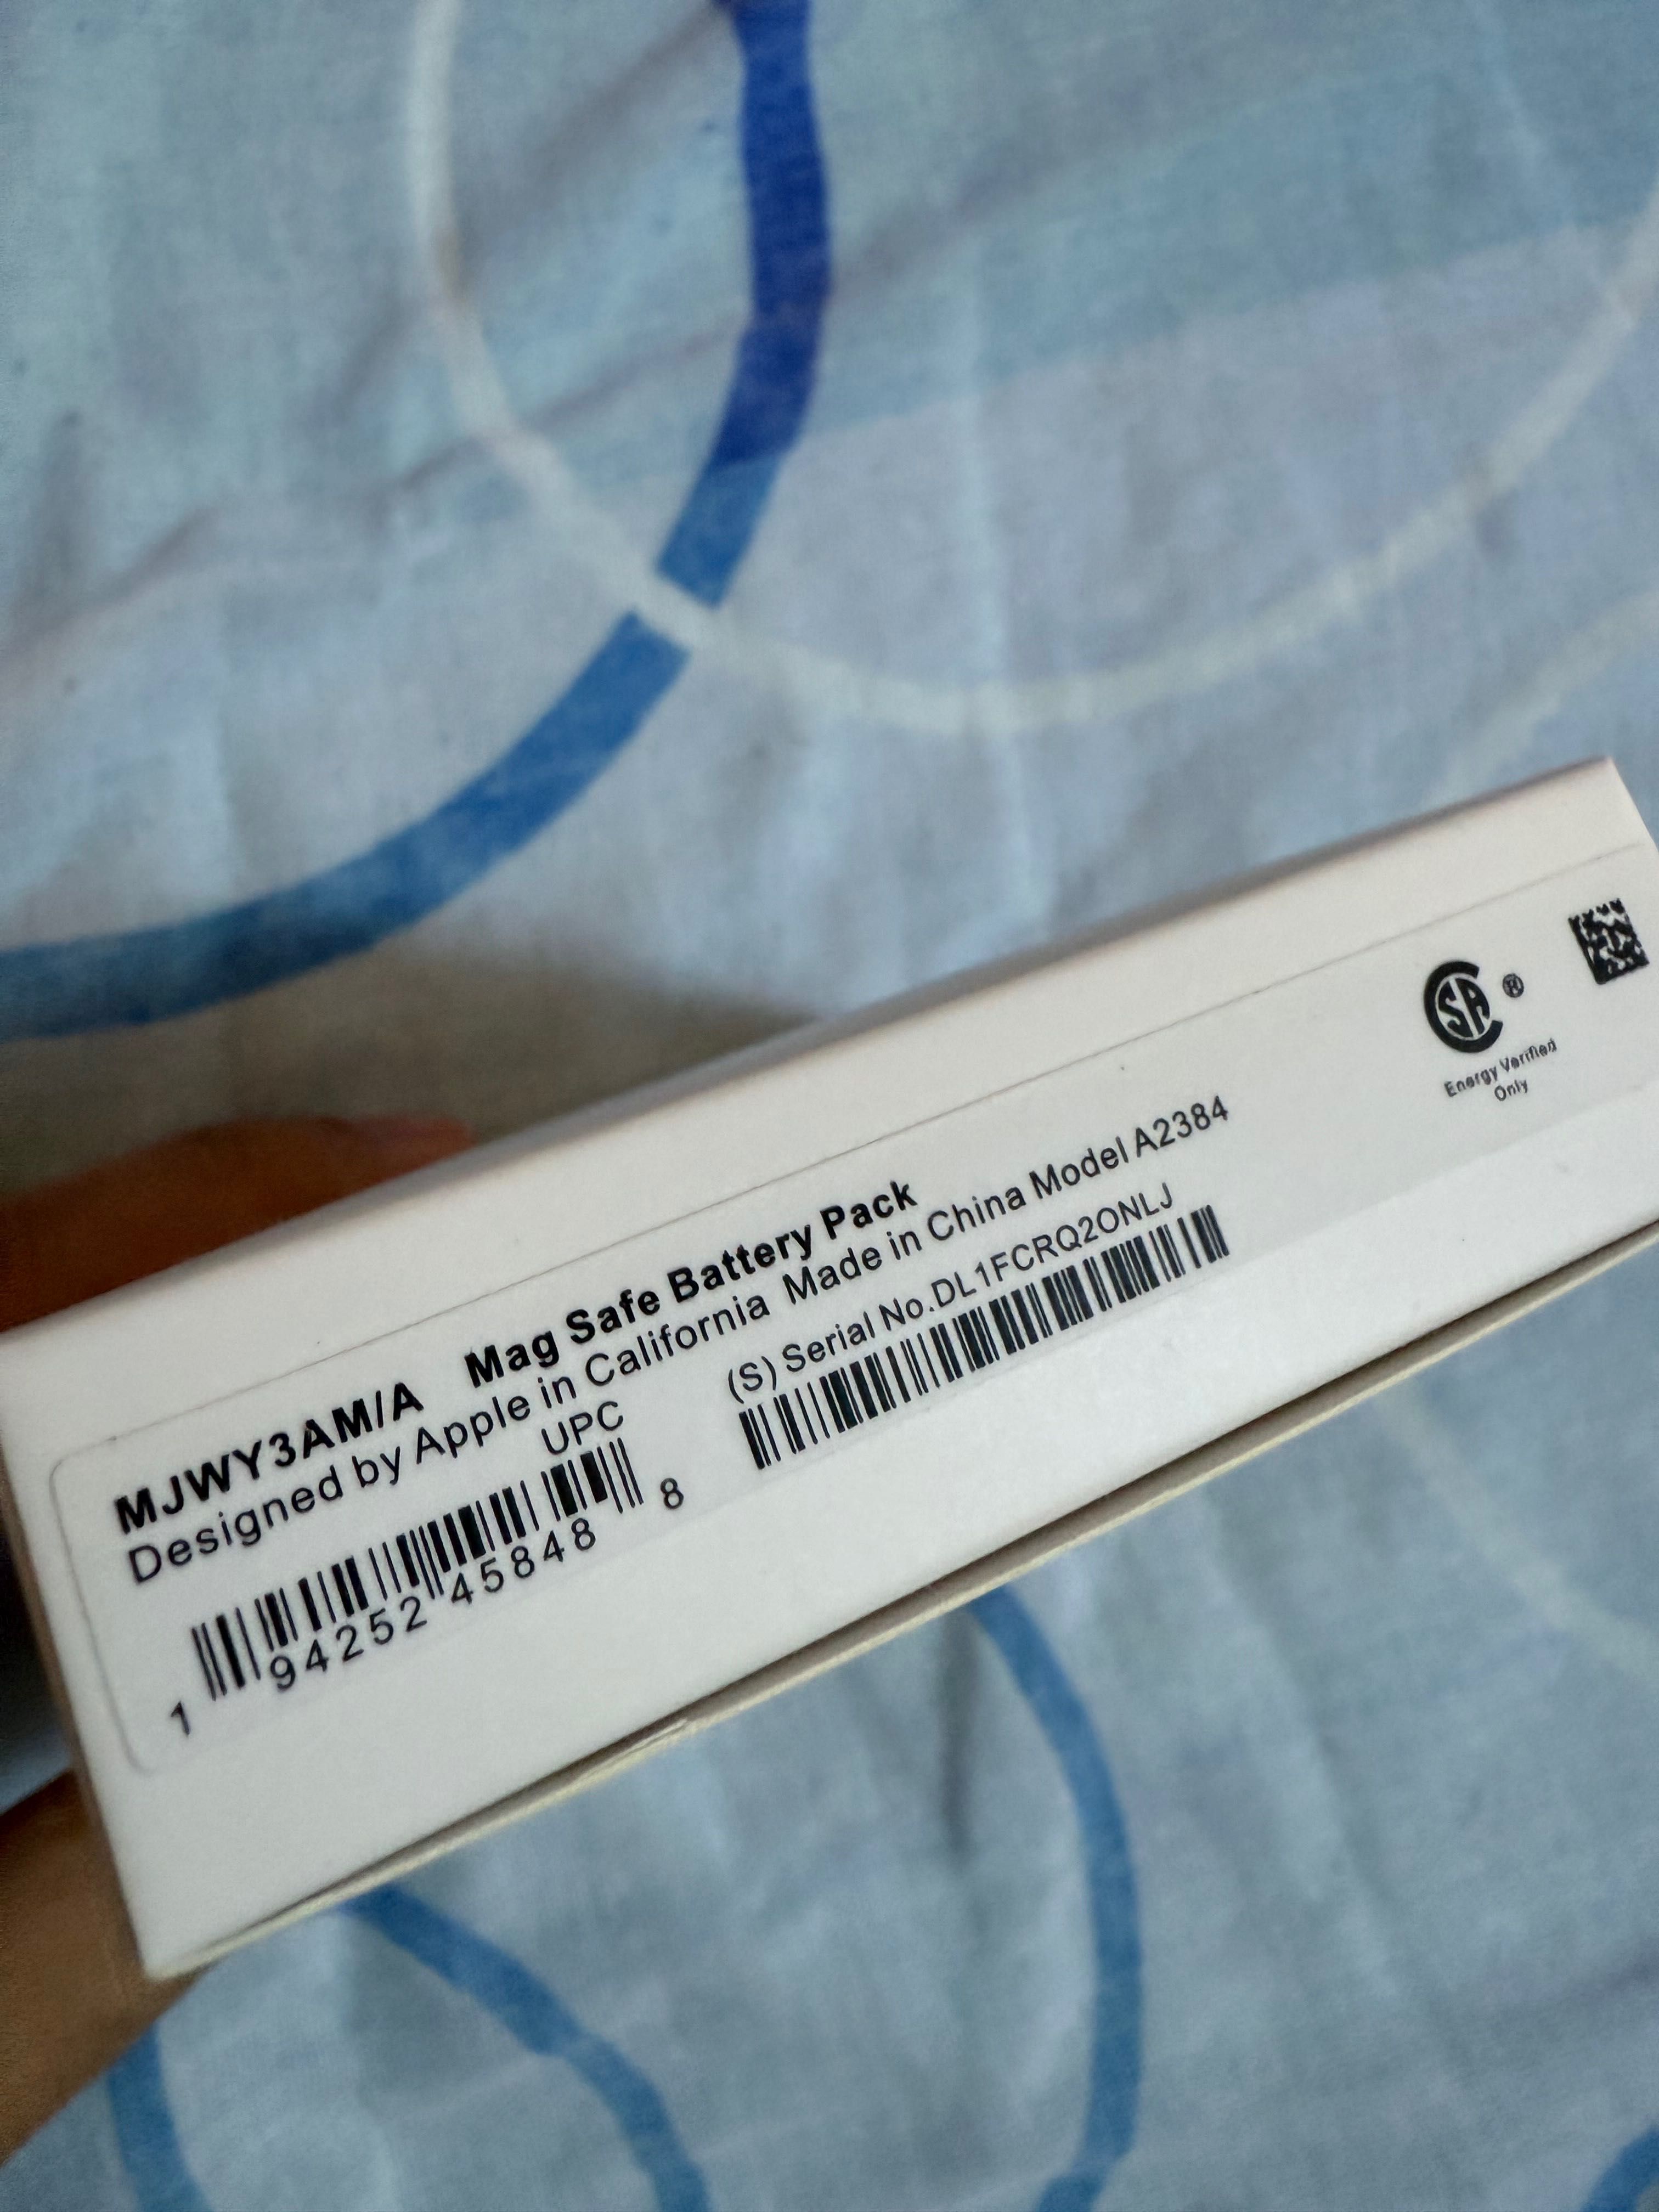 MJWY3AM/A Mag Safe Battery Pack
Designed by Apple in California Made in China Model A2384
UPC
(S) Serial No.DL1FCRQ2ONLJ
1 94252 45848 8
CSA ®
Energy Verified
Only